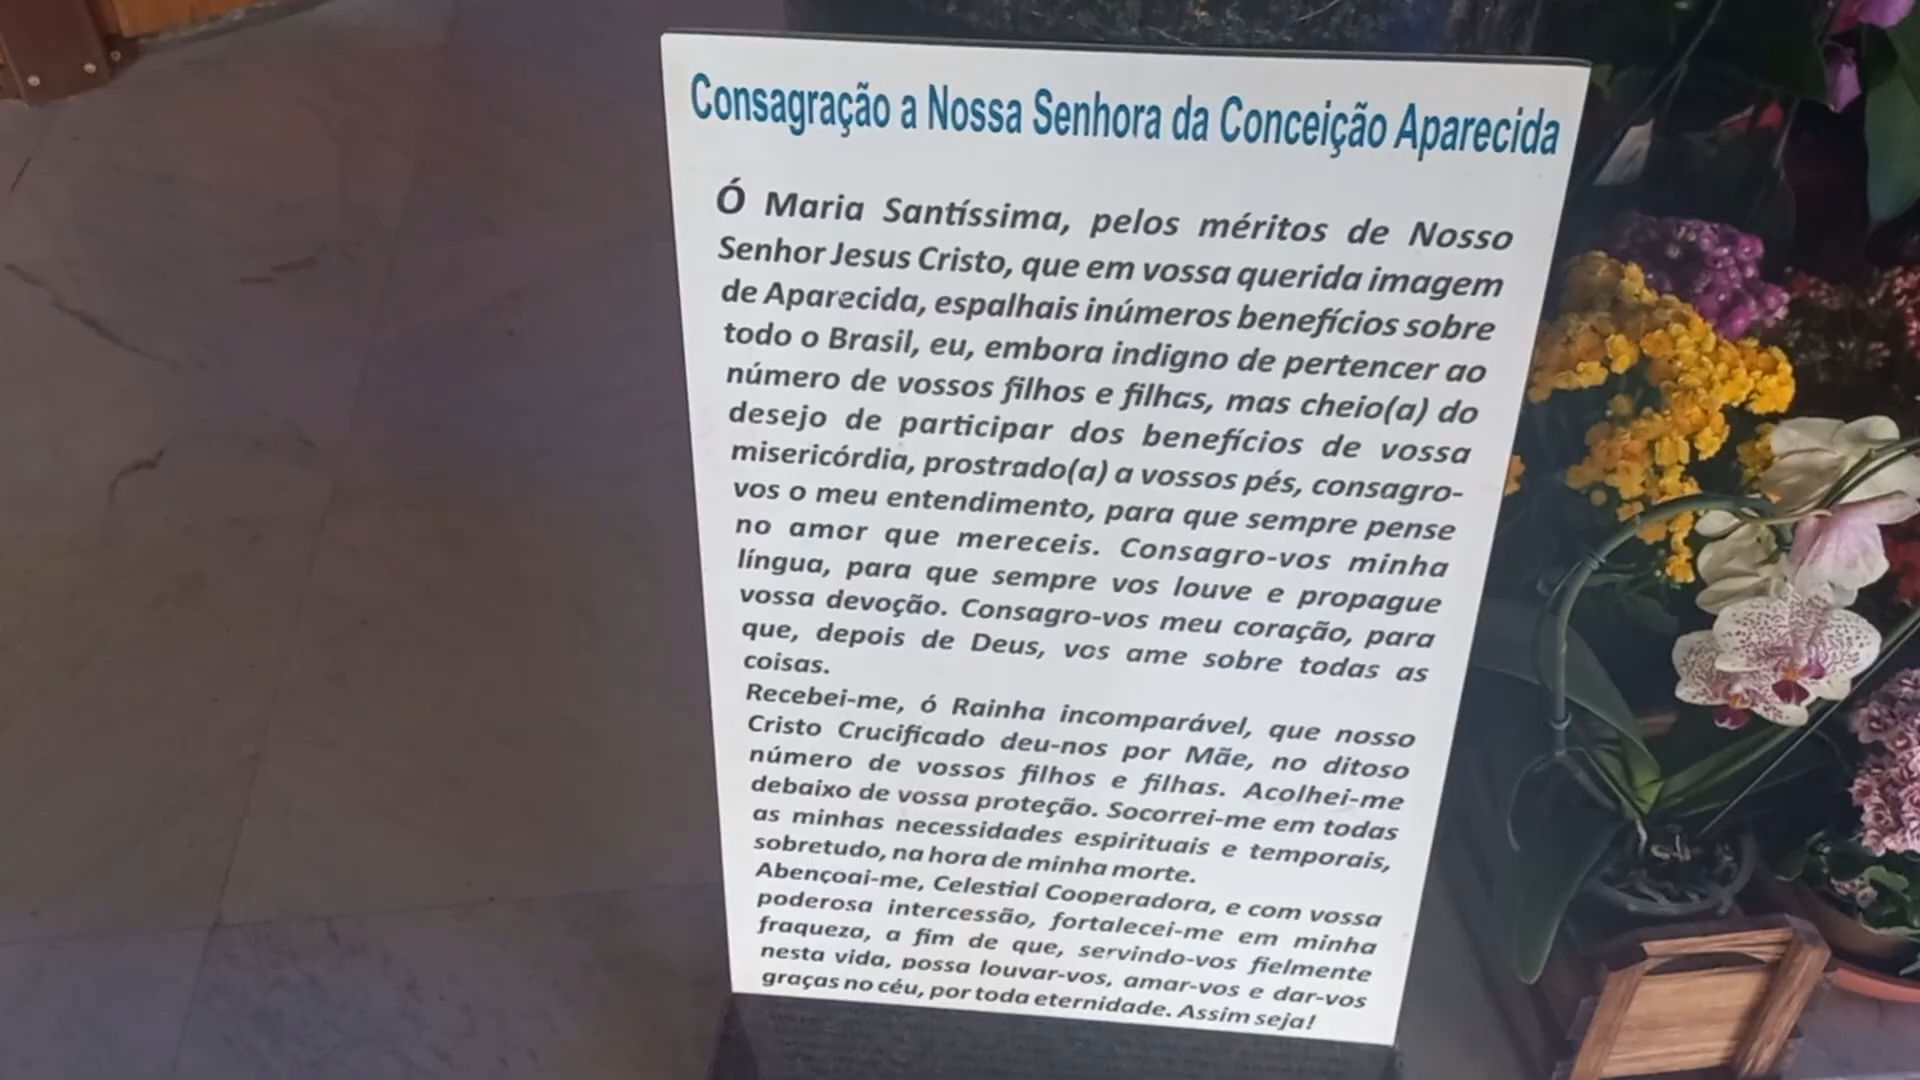 Consagração a Nossa Senhora da Conceição Aparecida
Ó Maria Santíssima, pelos méritos de Nosso
Senhor Jesus Cristo, que em vossa querida imagem
de Aparecida, espalhais inúmeros benefícios sobre
todo o Brasil, eu, embora indigno de pertencer ao
número de vossos filhos e filhas, mas cheio(a) do
desejo de participar dos benefícios de vossa
misericórdia, prostrado(a) a vossos pés, consagro-
vos o meu entendimento, para que sempre pense
no amor que mereceis. Consagro-vos minha
língua, para que sempre vos louve e propague
vossa devoção. Consagro-vos meu coração, para
que, depois de Deus, vos ame sobre todas as
coisas.
Recebei-me, ó Rainha incomparável, que nosso
Cristo Crucificado deu-nos por Mãe, no ditoso
número de vossos filhos e filhas. Acolhei-me
debaixo de vossa proteção. Socorrei-me em todas
as minhas necessidades espirituais e temporais,
sobretudo, na hora de minha morte.
Abençoai-me, Celestial Cooperadora, e com vossa
poderosa intercessão, fortalecei-me em minha
fraqueza, a fim de que, servindo-vos fielmente
nesta vida, possa louvar-vos, amar-vos e dar-vos
graças no céu, por toda eternidade. Assim seja!